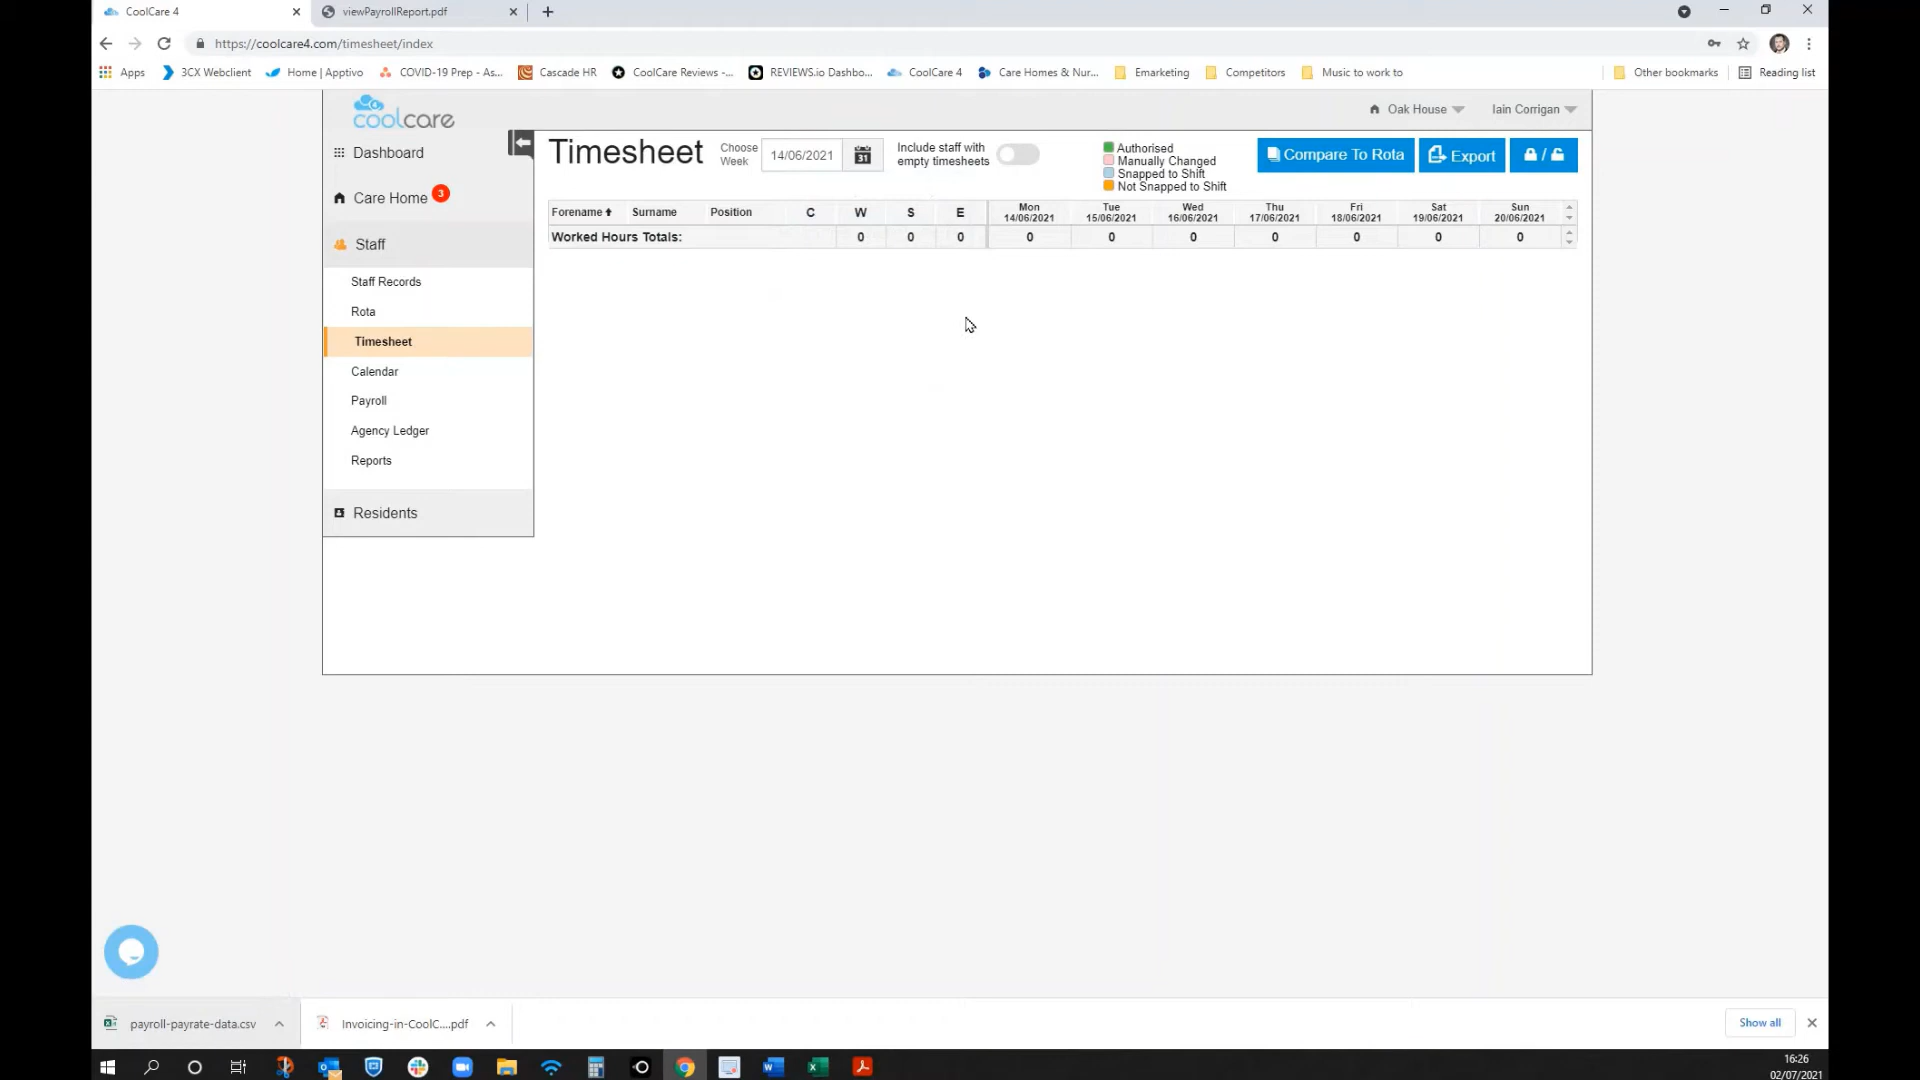 CoolCare 4
viewPayrollReport.pdf
https://coolcare4.com/timesheet/index
Apps
3CX Webclient
Home | Apptivo
COVID-19 Prep - As...
Cascade HR
CoolCare Reviews -...
REVIEWS.io Dashbo...
CoolCare 4
Care Homes & Nur...
Emarketing
Competitors
Music to work to
Other bookmarks
Reading list
coolcare
Oak House
Iain Corrigan
Dashboard
Care Home 3
Staff
Staff Records
Rota
Timesheet
Calendar
Payroll
Agency Ledger
Reports
Residents
Timesheet
Choose
Week
14/06/2021
31
Include staff with
empty timesheets
Authorised
Manually Changed
Snapped to Shift
Not Snapped to Shift
Compare To Rota
Export
/
Forename Surname Position C W S E Mon 14/06/2021 Tue 15/06/2021 Wed 16/06/2021 Thu 17/06/2021 Fri 18/06/2021 Sat 19/06/2021 Sun 20/06/2021
Worked Hours Totals: 0 0 0 0 0 0 0 0 0 0
payroll-payrate-data.csv
Invoicing-in-CoolC....pdf
Show all
16:26
02/07/2021